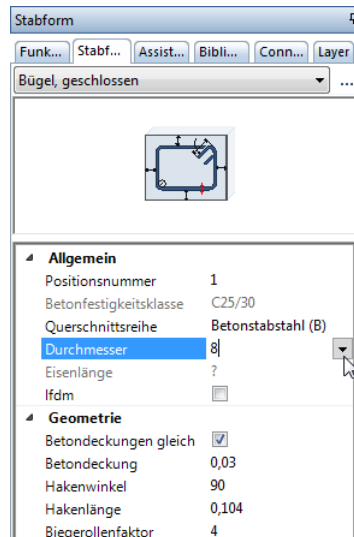 Stabform
Funk... Stabf... Assist... Bibli... Conn... Layer
Bügel, geschlossen ...
Allgemein
Positionsnummer 1
Betonfestigkeitsklasse C25/30
Querschnittsreihe Betonstabstahl (B)
Durchmesser 8
Eisenlänge ?
lfdm
Geometrie
Betondeckungen gleich
Betondeckung 0,03
Hakenwinkel 90
Hakenlänge 0,104
Biegerollenfaktor 4